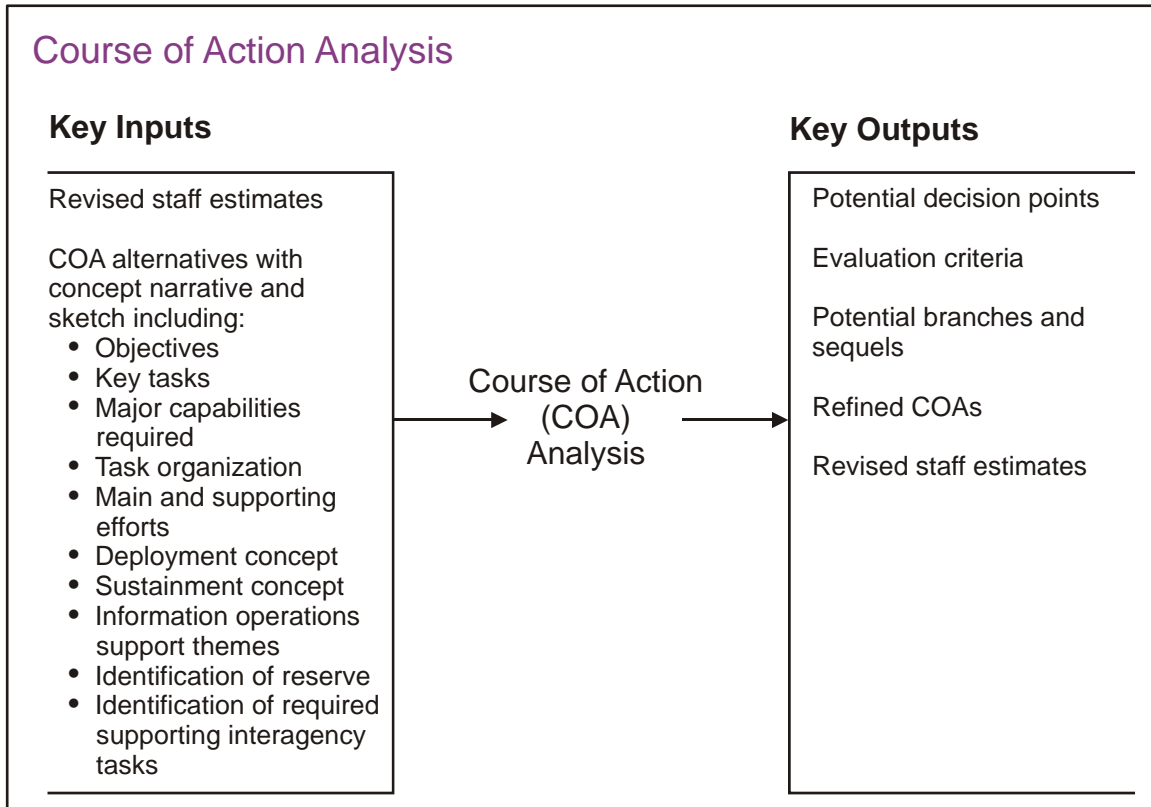 Course of Action Analysis
Key Inputs
Revised staff estimates
COA alternatives with
concept narrative and
sketch including:
• Objectives
• Key tasks
• Major capabilities
required
• Task organization
• Main and supporting
efforts
• Deployment concept
• Sustainment concept
• Information operations
support themes
• Identification of reserve
• Identification of required
supporting interagency
tasks
Course of Action
(COA)
Analysis
Key Outputs
Potential decision points
Evaluation criteria
Potential branches and
sequels
Refined COAs
Revised staff estimates